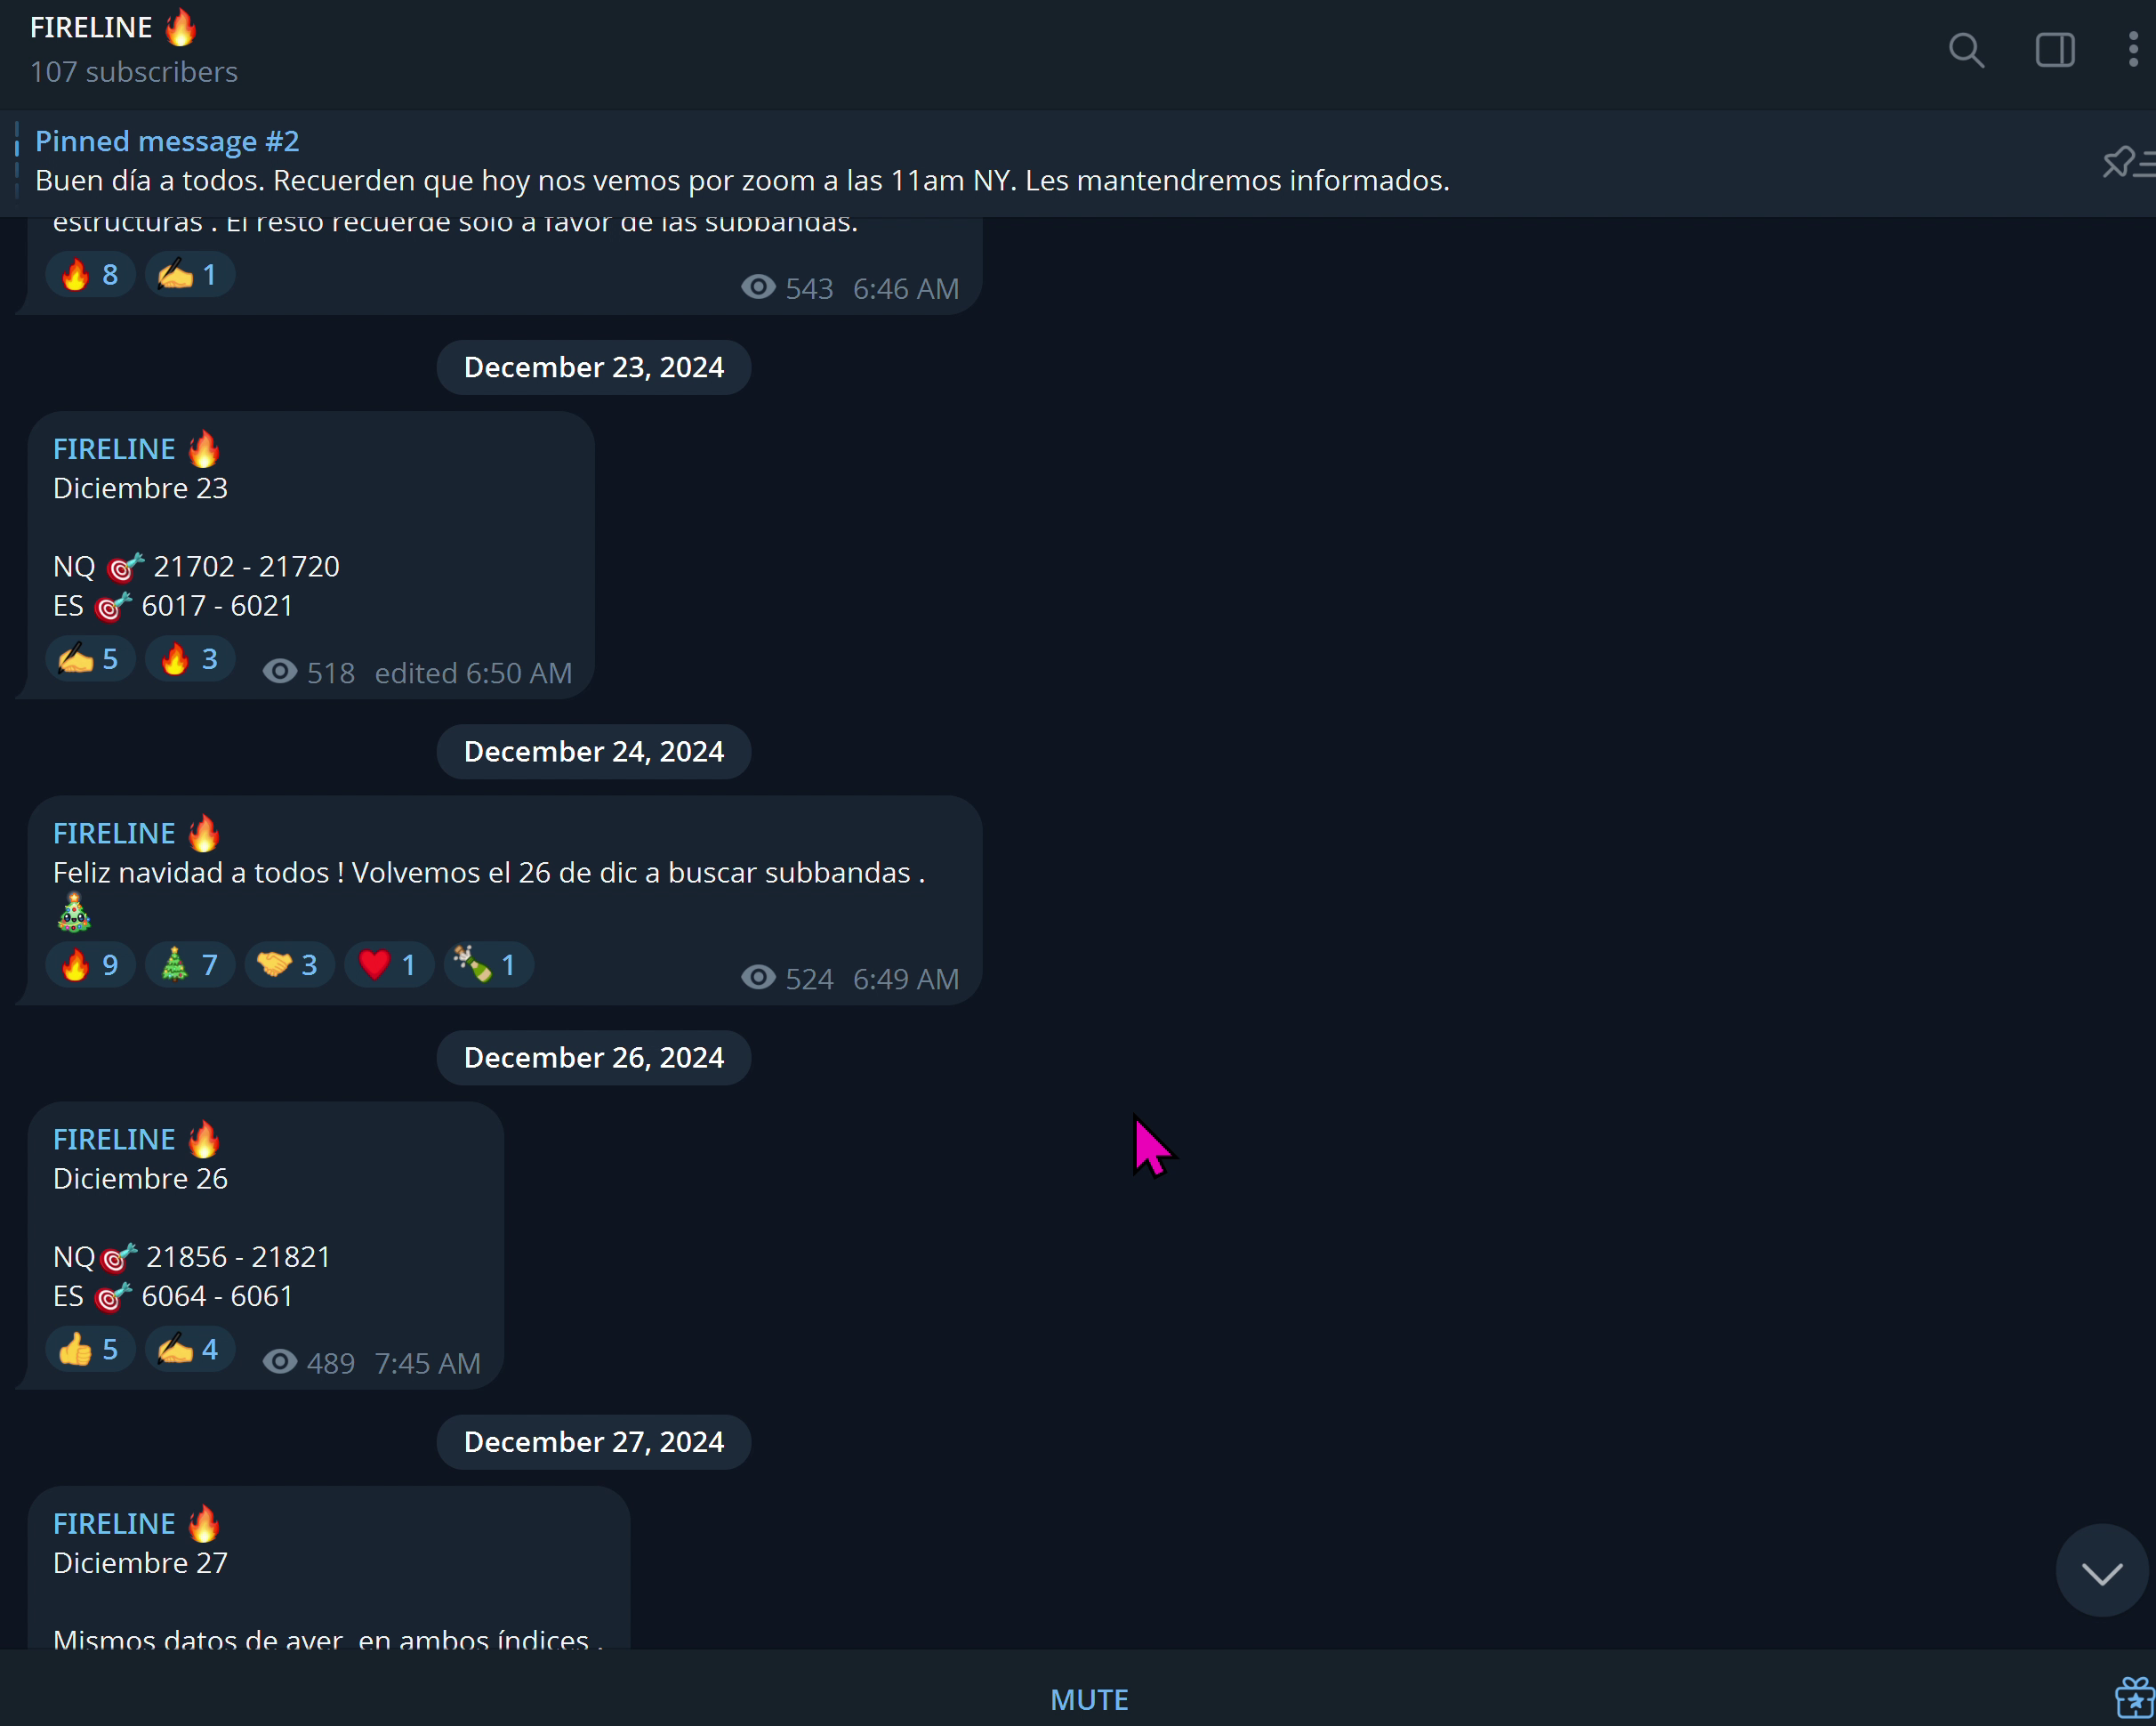 FIRELINE 🔥
107 subscribers
Pinned message #2
Buen día a todos. Recuerden que hoy nos vemos por zoom a las 11am NY. Les mantendremos informados.
estructuras . El resto recuerde solo a favor de las subbandas.
🔥 8 ✍️ 1 543 6:46 AM
December 23, 2024
FIRELINE 🔥
Diciembre 23
NQ 🎯 21702 - 21720
ES 🎯 6017 - 6021
✍️ 5 🔥 3 518 edited 6:50 AM
December 24, 2024
FIRELINE 🔥
Feliz navidad a todos ! Volvemos el 26 de dic a buscar subbandas .
🎄
🔥 9 🎄 7 🤝 3 ❤️ 1 🍾 1 524 6:49 AM
December 26, 2024
FIRELINE 🔥
Diciembre 26
NQ🎯 21856 - 21821
ES 🎯 6064 - 6061
👍 5 ✍️ 4 489 7:45 AM
December 27, 2024
FIRELINE 🔥
Diciembre 27
Mismos datos de ayer en ambos índices .
MUTE